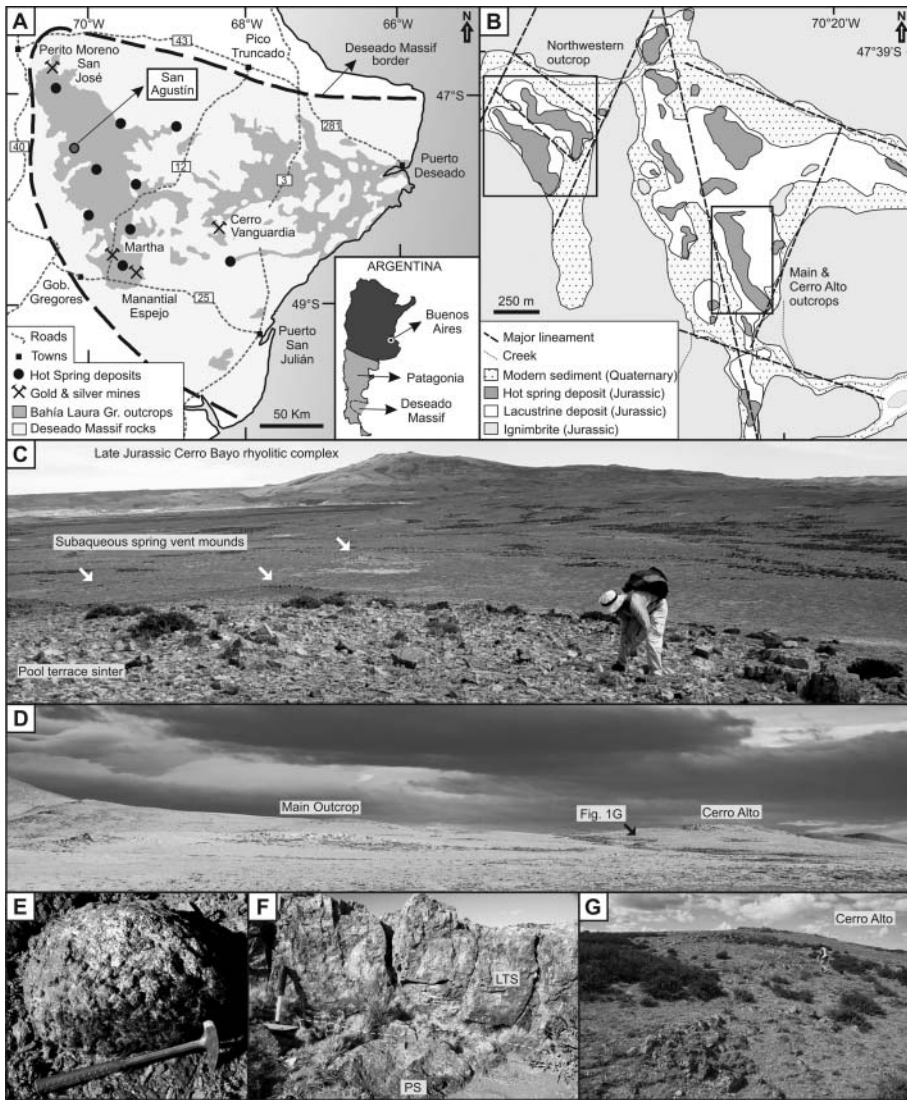 A
70°W
68°W
66°W
N
43
Pico
Truncado
Deseado Massif
border
Perito Moreno
San
José
San
Agustín
47°S
40
281
12
3
Puerto
Deseado
Cerro
Vanguardia
Martha
Gob.
Gregores
25
49°S
Manantial
Espejo
Puerto
San
Julián
Roads
Towns
Hot Spring deposits
Gold & silver mines
Bahía Laura Gr. outcrops
Deseado Massif rocks
50 Km
ARGENTINA
Buenos
Aires
Patagonia
Deseado
Massif
B
70°20'
N
47°39'S
Northwestern
outcrop
Main &
Cerro Alto
outcrops
250 m
Major lineament
Creek
Modern sediment (Quaternary)
Hot spring deposit (Jurassic)
Lacustrine deposit (Jurassic)
Ignimbrite (Jurassic)
C
Late Jurassic Cerro Bayo rhyolitic complex
Subaqueous spring vent mounds
Pool terrace sinter
D
Main Outcrop
Fig. 1G
Cerro Alto
E
F
LTS
PS
G
Cerro Alto